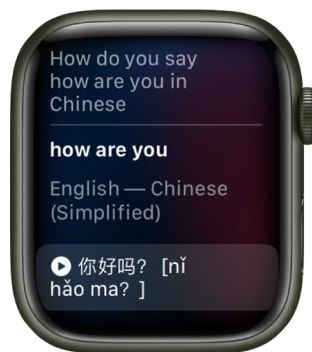 How do you say
how are you in
Chinese
how are you
English — Chinese
(Simplified)
你好吗？ [nǐ
hǎo ma? ]